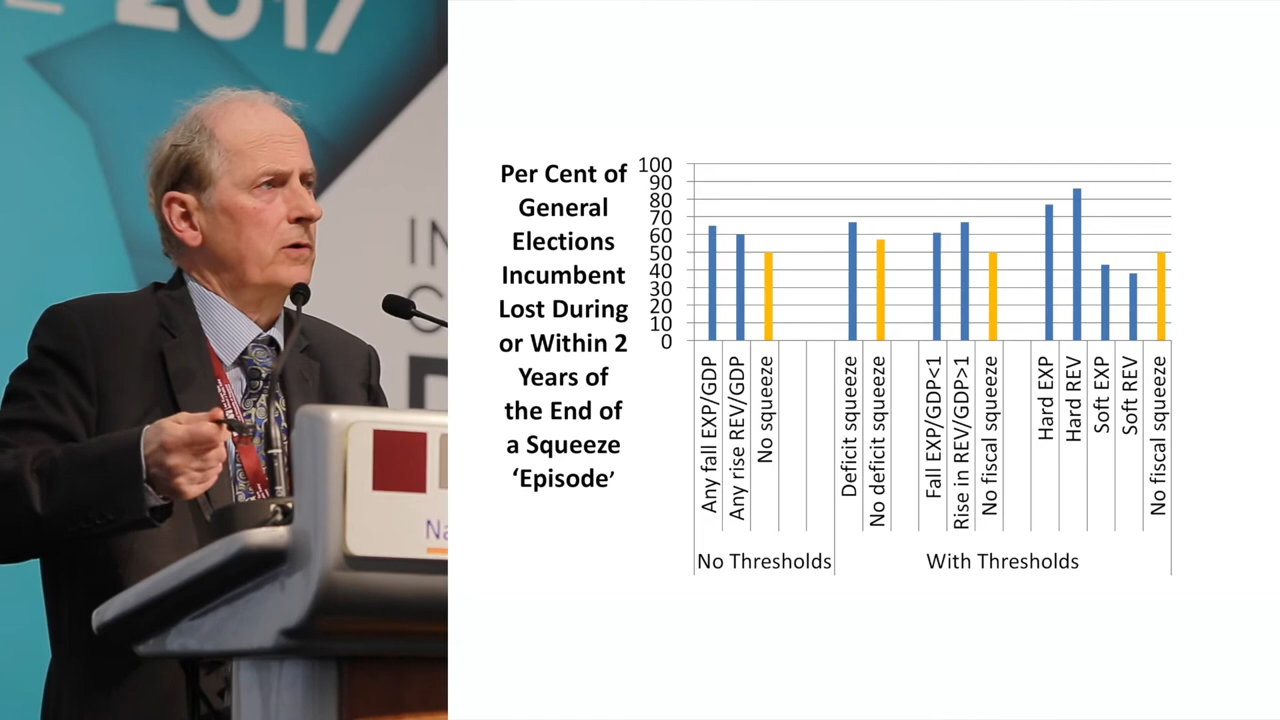 2017
IN
C
Na
Per Cent of
General
Elections
Incumbent
Lost During
or Within 2
Years of
the End of
a Squeeze
‘Episode’
100
90
80
70
60
50
40
30
20
10
0
Any fall EXP/GDP
Any rise REV/GDP
No squeeze
Deficit squeeze
No deficit squeeze
Fall EXP/GDP<1
Rise in REV/GDP>1
No fiscal squeeze
Hard EXP
Hard REV
Soft EXP
Soft REV
No fiscal squeeze
No Thresholds
With Thresholds